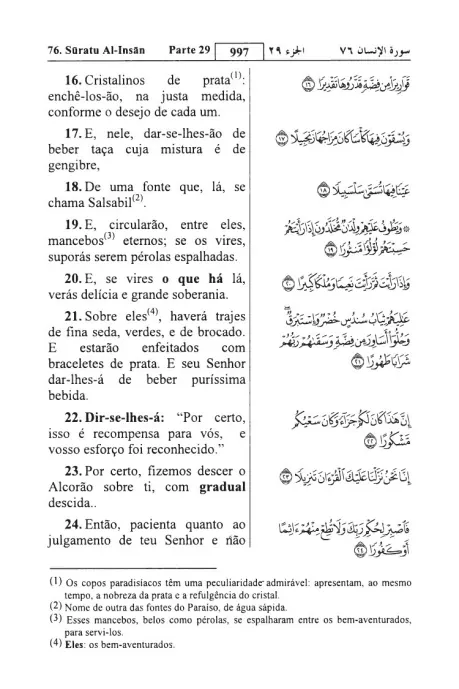 76. Sūratu Al-Insān Parte 29 997 الجزء ٢٩ سورة الإنسان ٧٦
16. Cristalinos de prata(1):
enchê-los-ão, na justa medida,
conforme o desejo de cada um.
قَوَارِيرَا۟ مِن فِضَّةٍ قَدَّرُوهَا تَقْدِيرًا ١٦
17. E, nele, dar-se-lhes-ão de
beber taça cuja mistura é de
gengibre,
وَيُسْقَوْنَ فِيهَا كَأْسًا كَانَ مِزَاجُهَا زَنجَبِيلًا ١٧
18. De uma fonte que, lá, se
chama Salsabīl(2).
عَيْنًا فِيهَا تُسَمَّىٰ سَلْسَبِيلًا ١٨
19. E, circularão, entre eles,
mancebos(3) eternos; se os vires,
suporás serem pérolas espalhadas.
۞ وَيَطُوفُ عَلَيْهِمْ وِلْدَٰنٌ مُّخَلَّدُونَ إِذَا رَأَيْتَهُمْ
حَسِبْتَهُمْ لُؤْلُؤًا مَّنثُورًا ١٩
20. E, se vires o que há lá,
verás delícia e grande soberania.
وَإِذَا رَأَيْتَ ثَمَّ رَأَيْتَ نَعِيمًا وَمُلْكًا كَبِيرًا ٢٠
21. Sobre eles(4), haverá trajes
de fina seda, verdes, e de brocado.
E estarão enfeitados com
braceletes de prata. E seu Senhor
dar-lhes-á de beber puríssima
bebida.
عَٰلِيَهُمْ ثِيَابُ سُندُسٍ خُضْرٌ وَإِسْتَبْرَقٌ ۖ
وَحُلُّوٓا۟ أَسَاوِرَ مِن فِضَّةٍ وَسَقَىٰهُمْ رَبُّهُمْ
شَرَابًا طَهُورًا ٢١
22. Dir-se-lhes-á: “Por certo,
isso é recompensa para vós, e
vosso esforço foi reconhecido.”
إِنَّ هَٰذَا كَانَ لَكُمْ جَزَآءً وَكَانَ سَعْيُكُم
مَّشْكُورًا ٢٢
23. Por certo, fizemos descer o
Alcorão sobre ti, com gradual
descida..
إِنَّا نَحْنُ نَزَّلْنَا عَلَيْكَ ٱلْقُرْءَانَ تَنزِيلًا ٢٣
24. Então, pacienta quanto ao
julgamento de teu Senhor e não
فَٱصْبِرْ لِحُكْمِ رَبِّكَ وَلَا تُطِعْ مِنْهُمْ ءَاثِمًا
أَوْ كَفُورًا ٢٤
(1) Os copos paradisíacos têm uma peculiaridade admirável: apresentam, ao mesmo
tempo, a nobreza da prata e a refulgência do cristal.
(2) Nome de outra das fontes do Paraíso, de água sápida.
(3) Esses mancebos, belos como pérolas, se espalharam entre os bem-aventurados,
para servi-los.
(4) Eles: os bem-aventurados.